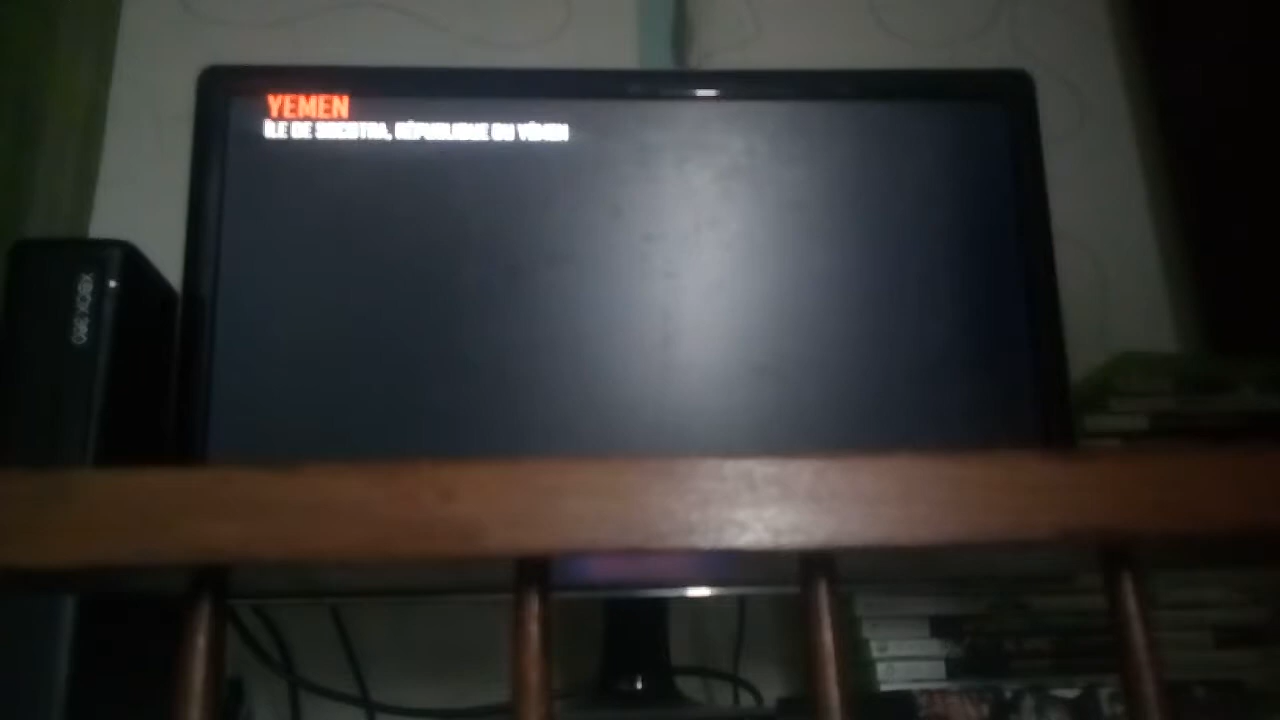 YEMEN
ÎLE DE SOCOTRA, RÉPUBLIQUE DU YÉMEN
XBOX 360